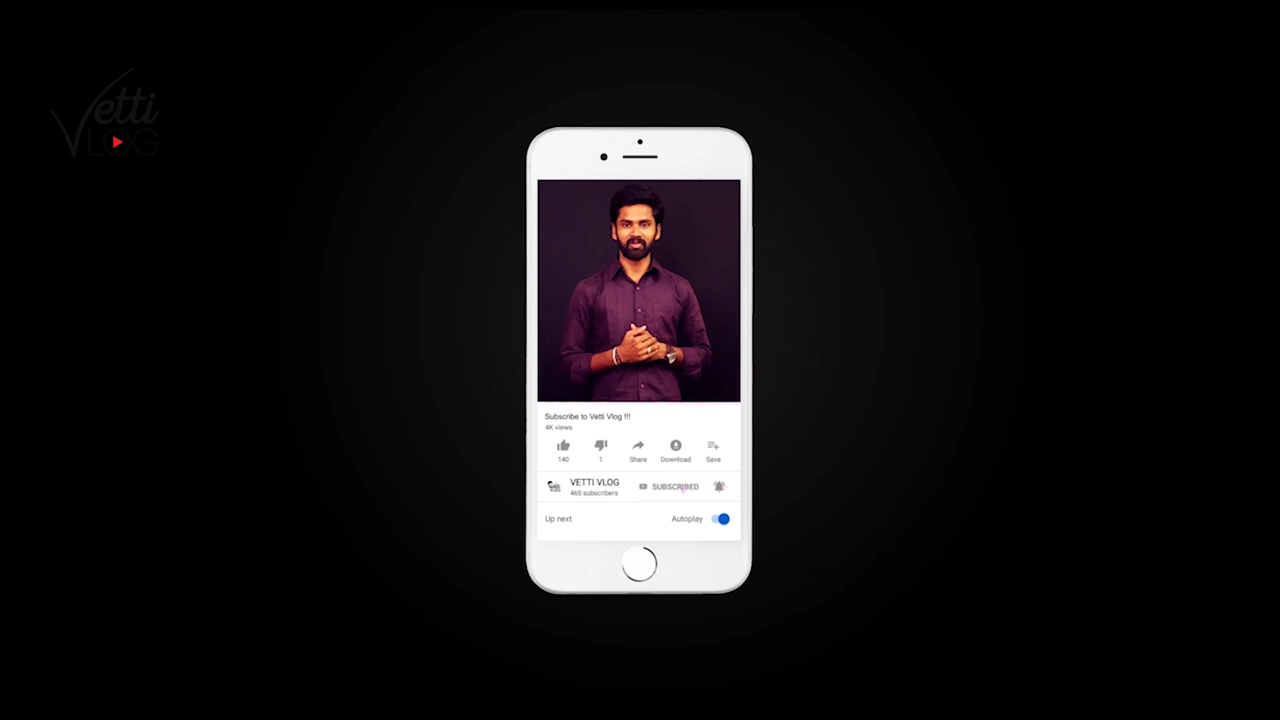 Vetti
VLOG
Subscribe to Vetti Vlog !!!
4K views
140
1
Share
Download
Save
VETTI VLOG
SUBSCRIBED
465 subscribers
Up next
Autoplay